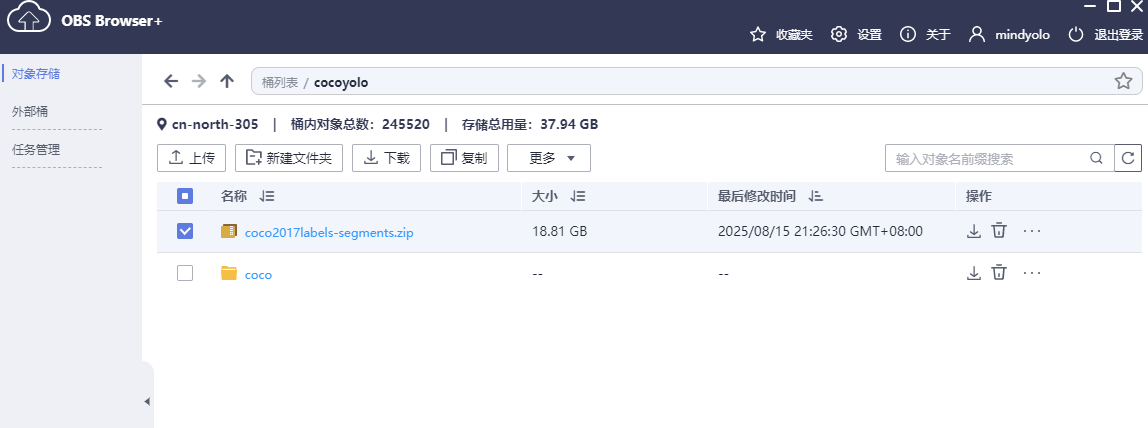 OBS Browser+
收藏夹 设置 关于 mindyolo 退出登录
对象存储
外部桶
任务管理
桶列表 / cocoyolo
cn-north-305 | 桶内对象总数：245520 | 存储总用量：37.94 GB
上传 新建文件夹 下载 复制 更多 输入对象名前缀搜索
名称 大小 最后修改时间 操作
coco2017labels-segments.zip 18.81 GB 2025/08/15 21:26:30 GMT+08:00 ···
coco -- -- ···